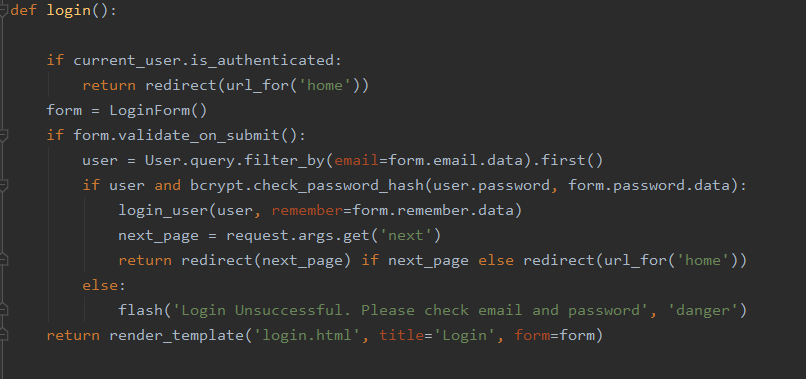 def login():
if current_user.is_authenticated:
return redirect(url_for('home'))
form = LoginForm()
if form.validate_on_submit():
user = User.query.filter_by(email=form.email.data).first()
if user and bcrypt.check_password_hash(user.password, form.password.data):
login_user(user, remember=form.remember.data)
next_page = request.args.get('next')
return redirect(next_page) if next_page else redirect(url_for('home'))
else:
flash('Login Unsuccessful. Please check email and password', 'danger')
return render_template('login.html', title='Login', form=form)